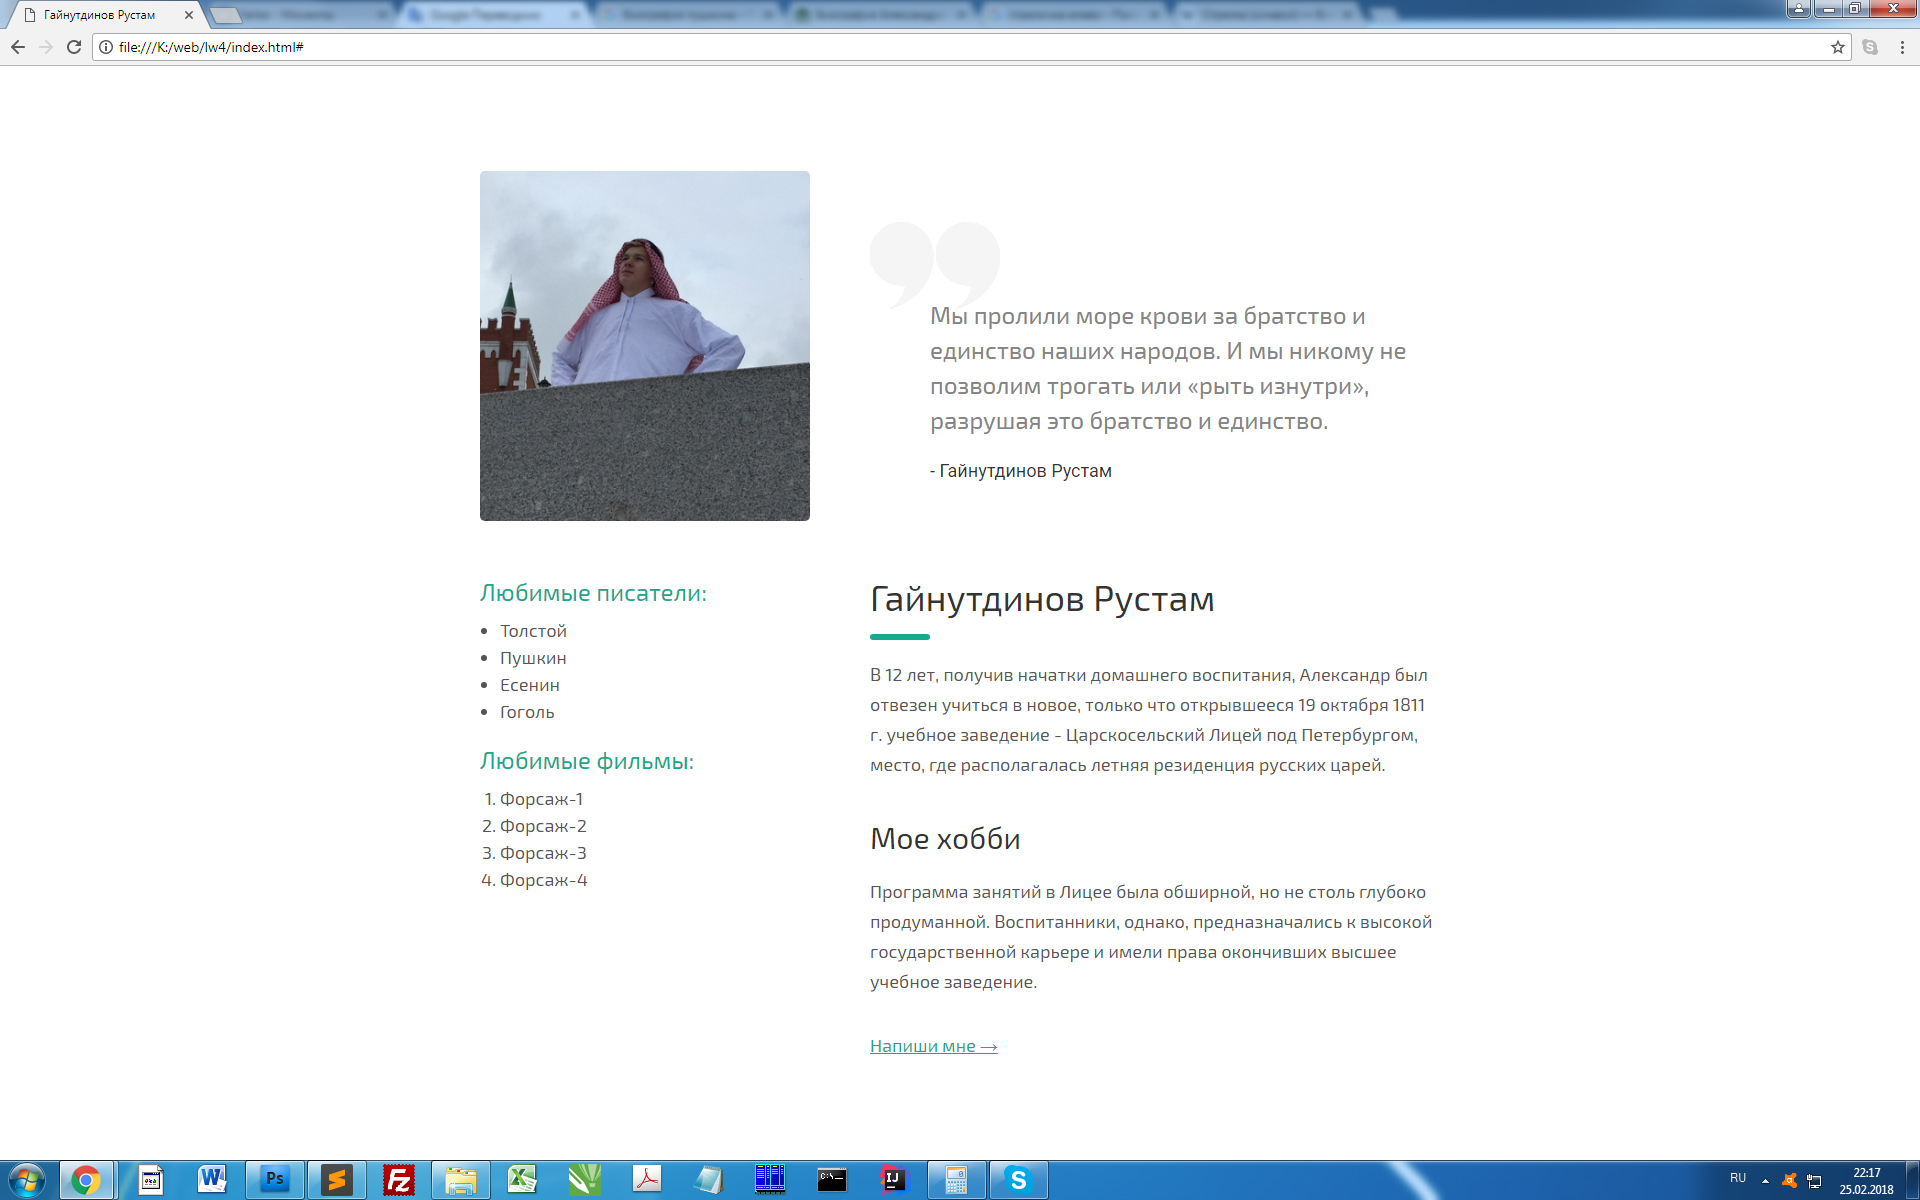 Гайнутдинов Рустам
Google Переводчик
file:///K:/web/lw4/index.html#
Мы пролили море крови за братство и
единство наших народов. И мы никому не
позволим трогать или «рыть изнутри»,
разрушая это братство и единство.
- Гайнутдинов Рустам
Любимые писатели:
Толстой
Пушкин
Есенин
Гоголь
Любимые фильмы:
1. Форсаж-1
2. Форсаж-2
3. Форсаж-3
4. Форсаж-4
Гайнутдинов Рустам
В 12 лет, получив начатки домашнего воспитания, Александр был
отвезен учиться в новое, только что открывшееся 19 октября 1811
г. учебное заведение - Царскосельский Лицей под Петербургом,
место, где располагалась летняя резиденция русских царей.
Мое хобби
Программа занятий в Лицее была обширной, но не столь глубоко
продуманной. Воспитанники, однако, предназначались к высокой
государственной карьере и имели права окончивших высшее
учебное заведение.
Напиши мне →
Ps
RU
22:17
25.02.2018